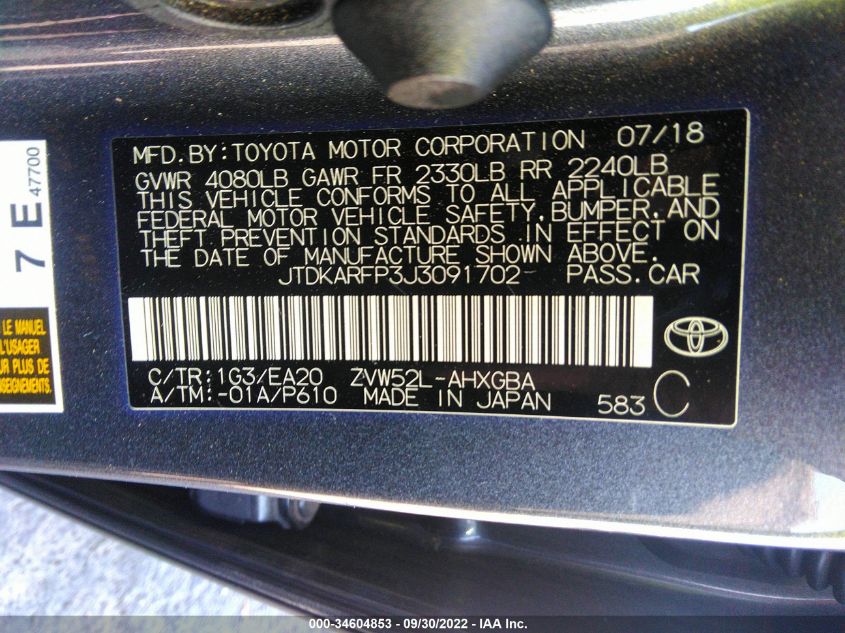 MFD.BY:TOYOTA MOTOR CORPORATION 07/18
GVWR 4080LB GAWR FR 2330LB RR 2240LB
THIS VEHICLE CONFORMS TO ALL APPLICABLE
FEDERAL MOTOR VEHICLE SAFETY,BUMPER,AND
THEFT PREVENTION STANDARDS IN EFFECT ON
THE DATE OF MANUFACTURE SHOWN ABOVE.
JTDKARFP3J3091702 PASS.CAR
C/TR:1G3/EA20 ZVW52L-AHXGBA
A/TM:-01A/P610 MADE IN JAPAN 583 C
7 E 47700
LE MANUEL
L'USAGER
UR PLUS DE
NSEIGNEMENTS
000-34604853 - 09/30/2022 - IAA Inc.